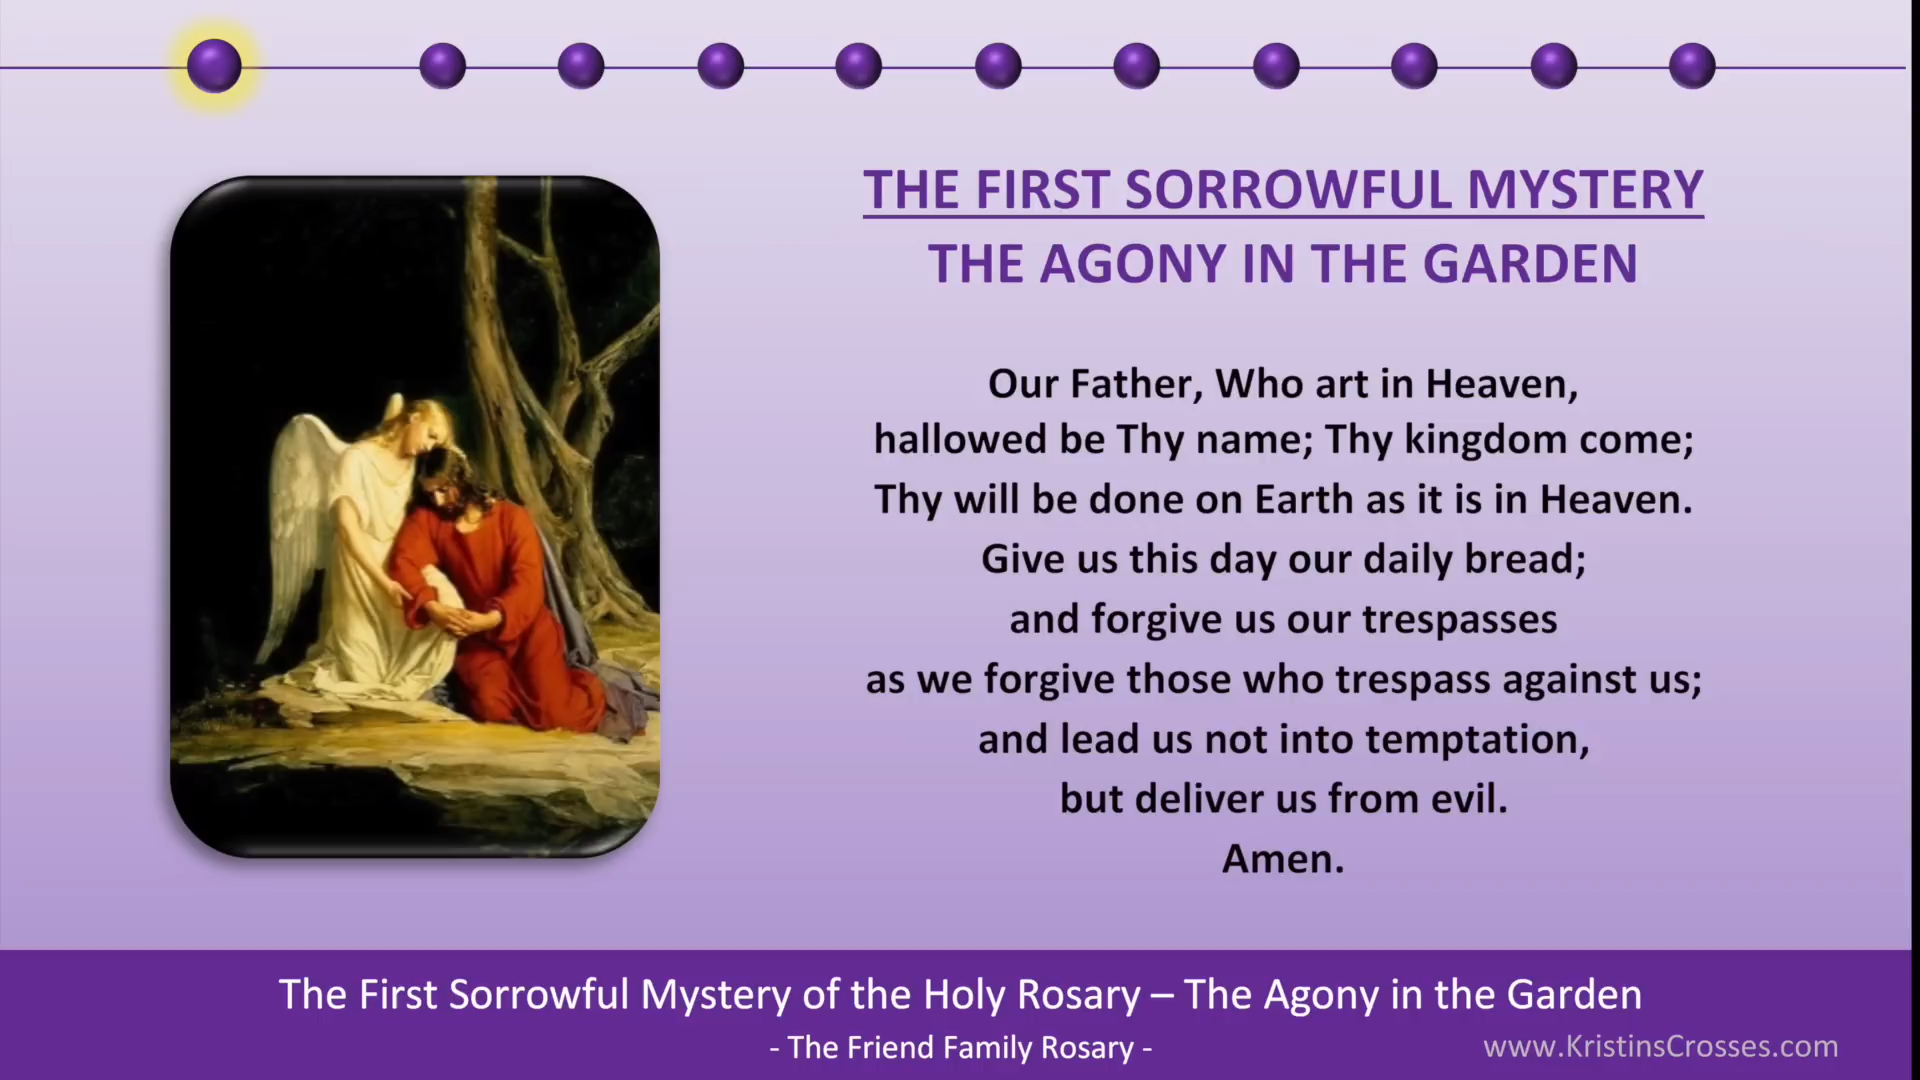 THE FIRST SORROWFUL MYSTERY
THE AGONY IN THE GARDEN
Our Father, Who art in Heaven,
hallowed be Thy name; Thy kingdom come;
Thy will be done on Earth as it is in Heaven.
Give us this day our daily bread;
and forgive us our trespasses
as we forgive those who trespass against us;
and lead us not into temptation,
but deliver us from evil.
Amen.
The First Sorrowful Mystery of the Holy Rosary – The Agony in the Garden
- The Friend Family Rosary -
www.KristinsCrosses.com